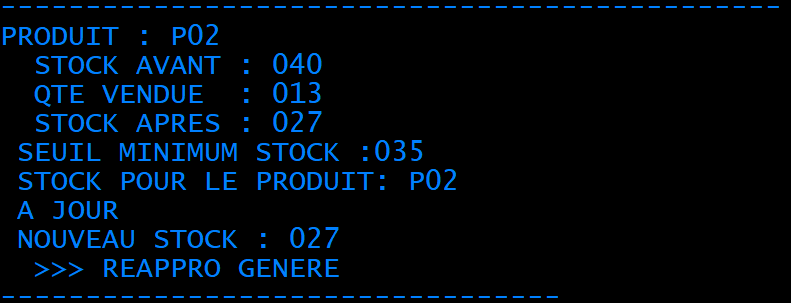 ----------------------------------------------
PRODUIT : P02
  STOCK AVANT : 040
  QTE VENDUE  : 013
  STOCK APRES : 027
 SEUIL MINIMUM STOCK :035
 STOCK POUR LE PRODUIT: P02
 A JOUR
 NOUVEAU STOCK : 027
  >>> REAPPRO GENERE
---------------------------------